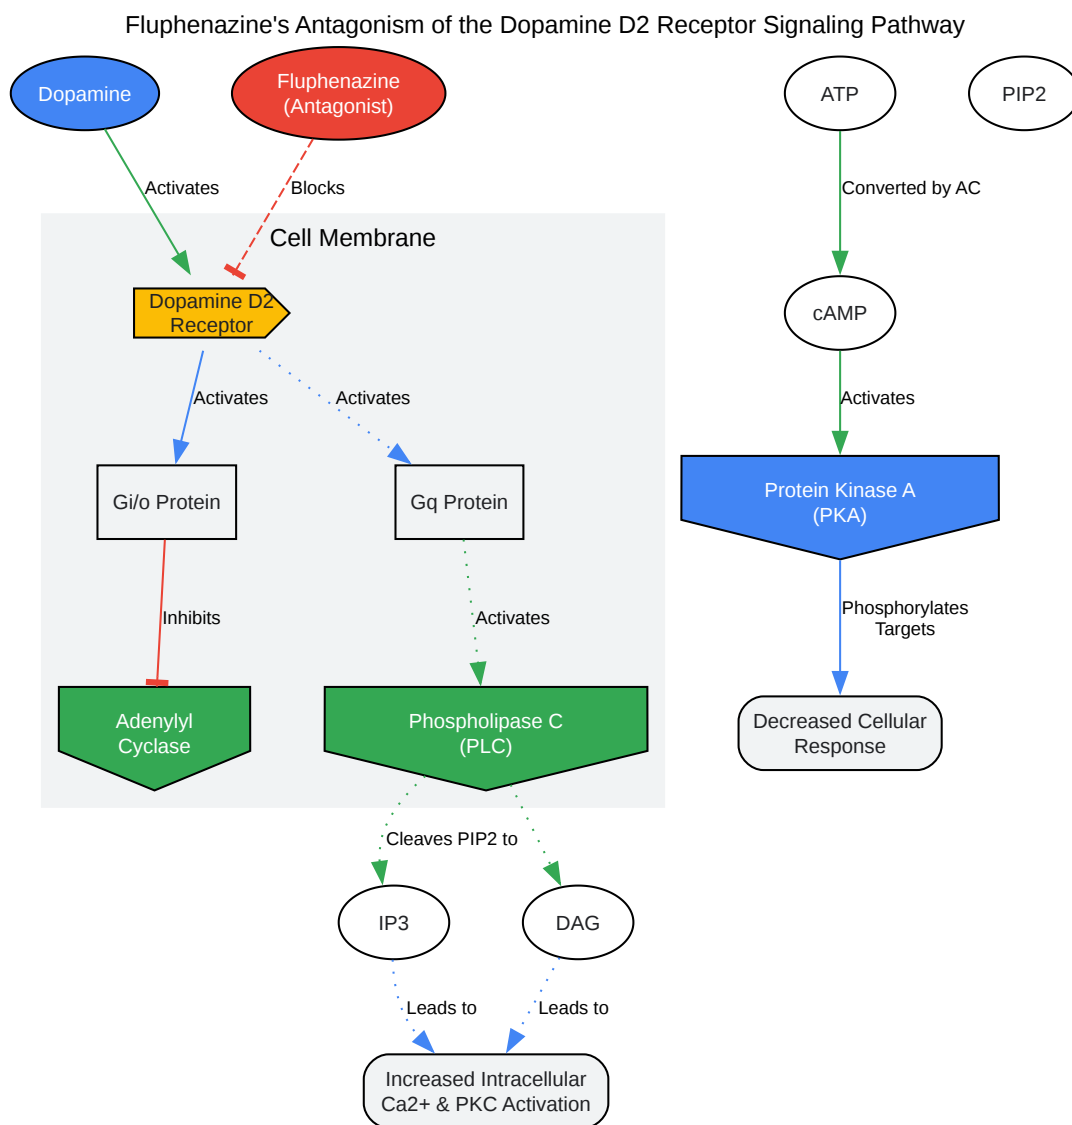 Fluphenazine's Antagonism of the Dopamine D2 Receptor Signaling Pathway
Dopamine
Fluphenazine
(Antagonist)
ATP
PIP2
Activates
Blocks
Converted by AC
Cell Membrane
Dopamine D2
Receptor
cAMP
Activates
Activates
Activates
Gi/o Protein
Gq Protein
Protein Kinase A
(PKA)
Inhibits
Activates
Phosphorylates
Targets
Adenylyl
Cyclase
Phospholipase C
(PLC)
Decreased Cellular
Response
Cleaves PIP2 to
IP3
DAG
Leads to
Leads to
Increased Intracellular
Ca2+ & PKC Activation